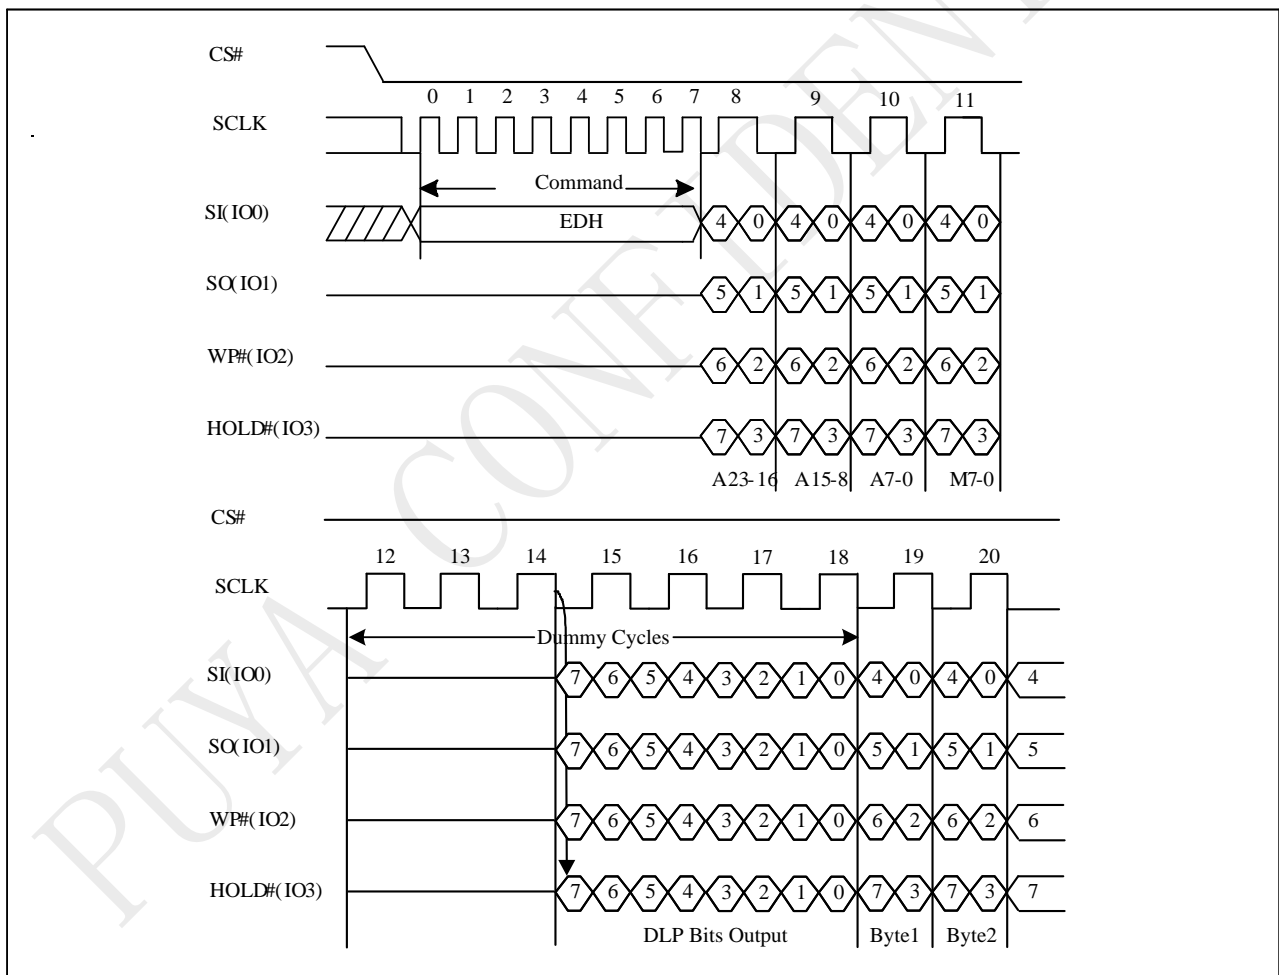 CS#
0 1 2 3 4 5 6 7 8 9 10 11
SCLK
Command
SI(IO0) EDH 4 0 4 0 4 0 4 0
SO(IO1) 5 1 5 1 5 1 5 1
WP#(IO2) 6 2 6 2 6 2 6 2
HOLD#(IO3) 7 3 7 3 7 3 7 3
A23-16 A15-8 A7-0 M7-0
CS#
12 13 14 15 16 17 18 19 20
SCLK
Dummy Cycles
SI(IO0) 7 6 5 4 3 2 1 0 4 0 4 0 4
SO(IO1) 7 6 5 4 3 2 1 0 5 1 5 1 5
WP#(IO2) 7 6 5 4 3 2 1 0 6 2 6 2 6
HOLD#(IO3) 7 6 5 4 3 2 1 0 7 3 7 3 7
DLP Bits Output Byte1 Byte2
PUYA CONFIDENT